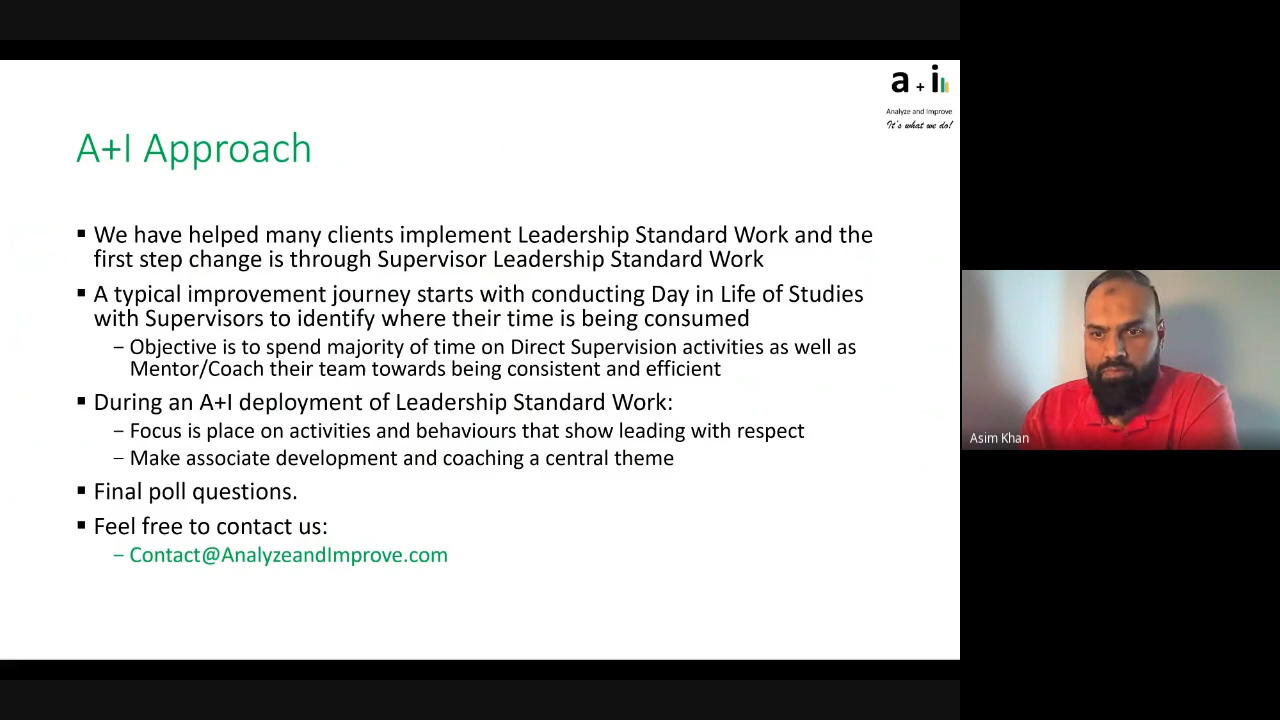 a + i
Analyze and Improve
It's what we do!
A+I Approach
▪ We have helped many clients implement Leadership Standard Work and the
first step change is through Supervisor Leadership Standard Work
▪ A typical improvement journey starts with conducting Day in Life of Studies
with Supervisors to identify where their time is being consumed
– Objective is to spend majority of time on Direct Supervision activities as well as
Mentor/Coach their team towards being consistent and efficient
▪ During an A+I deployment of Leadership Standard Work:
– Focus is place on activities and behaviours that show leading with respect
– Make associate development and coaching a central theme
▪ Final poll questions.
▪ Feel free to contact us:
– Contact@AnalyzeandImprove.com
Asim Khan